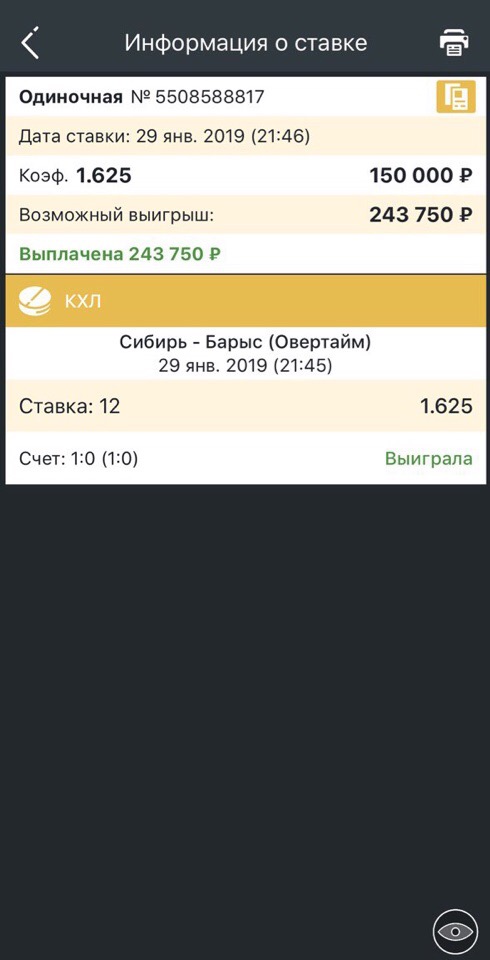 Информация о ставке
Одиночная № 5508588817
Дата ставки: 29 янв. 2019 (21:46)
Коэф. 1.625 150 000 ₽
Возможный выигрыш: 243 750 ₽
Выплачена 243 750 ₽
КХЛ
Сибирь - Барыс (Овертайм)
29 янв. 2019 (21:45)
Ставка: 12 1.625
Счет: 1:0 (1:0) Выиграла